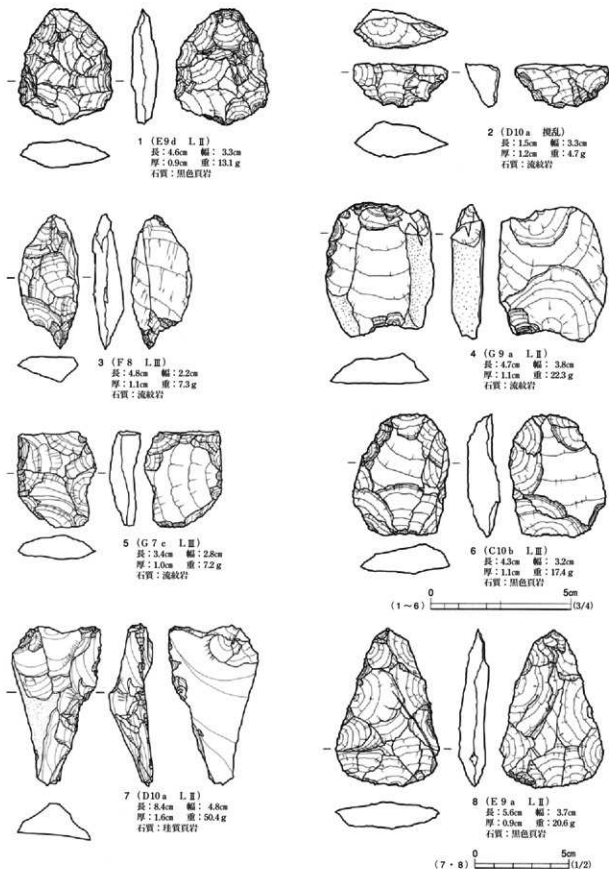 1 (E9d LⅡ)
長:4.6cm 幅:3.3cm
厚:0.9cm 重:13.1g
石質:黒色頁岩
2 (D10a 攪乱)
長:1.5cm 幅:3.3cm
厚:1.2cm 重:4.7g
石質:流紋岩
3 (F8 LⅢ)
長:4.8cm 幅:2.2cm
厚:1.1cm 重:7.3g
石質:流紋岩
4 (G9a LⅡ)
長:4.7cm 幅:3.8cm
厚:1.1cm 重:22.3g
石質:流紋岩
5 (G7c LⅢ)
長:3.4cm 幅:2.8cm
厚:1.0cm 重:7.2g
石質:流紋岩
6 (C10b LⅢ)
長:4.3cm 幅:3.2cm
厚:1.1cm 重:17.4g
石質:黒色頁岩
0 5cm
(1~6) (3/4)
7 (D10a LⅡ)
長:8.4cm 幅:4.8cm
厚:1.6cm 重:50.4g
石質:珪質頁岩
8 (E9a LⅡ)
長:5.6cm 幅:3.7cm
厚:0.9cm 重:20.6g
石質:黒色頁岩
0 5cm
(7・8) (1/2)